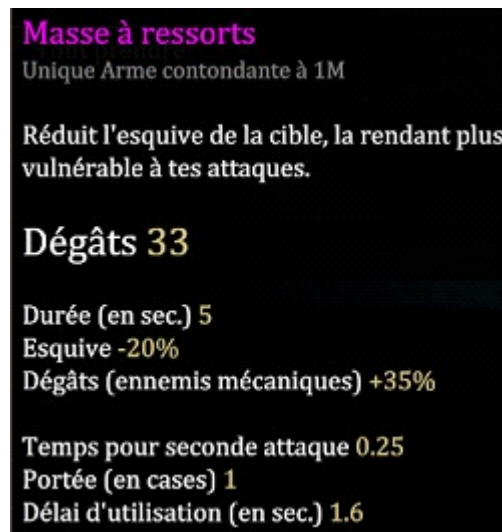 Masse à ressorts
Unique Arme contondante à 1M
Réduit l'esquive de la cible, la rendant plus
vulnérable à tes attaques.
Dégâts 33
Durée (en sec.) 5
Esquive -20%
Dégâts (ennemis mécaniques) +35%
Temps pour seconde attaque 0.25
Portée (en cases) 1
Délai d'utilisation (en sec.) 1.6